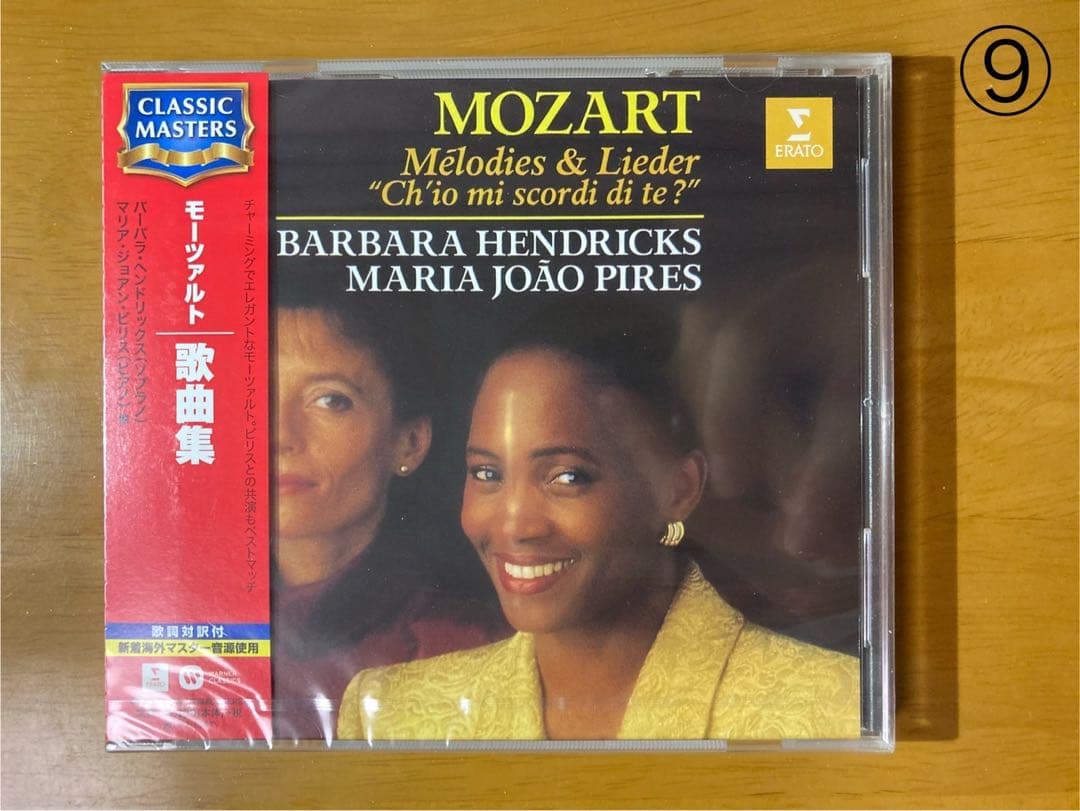 ⑨
CLASSIC
MASTERS
チャーミングでエレガントなモーツァルト。ピリスとの共演もベストマッチ
モーツァルト
歌曲集
バーバラ・ヘンドリックス(ソプラノ)
マリア・ジョアン・ピリス(ピアノ) 他
歌詞対訳付
新着海外マスター音源使用
ERATO
WARNER
CLASSICS
MOZART
Mélodies & Lieder
“Ch’io mi scordi di te?”
BARBARA HENDRICKS
MARIA JOÃO PIRES
ERATO